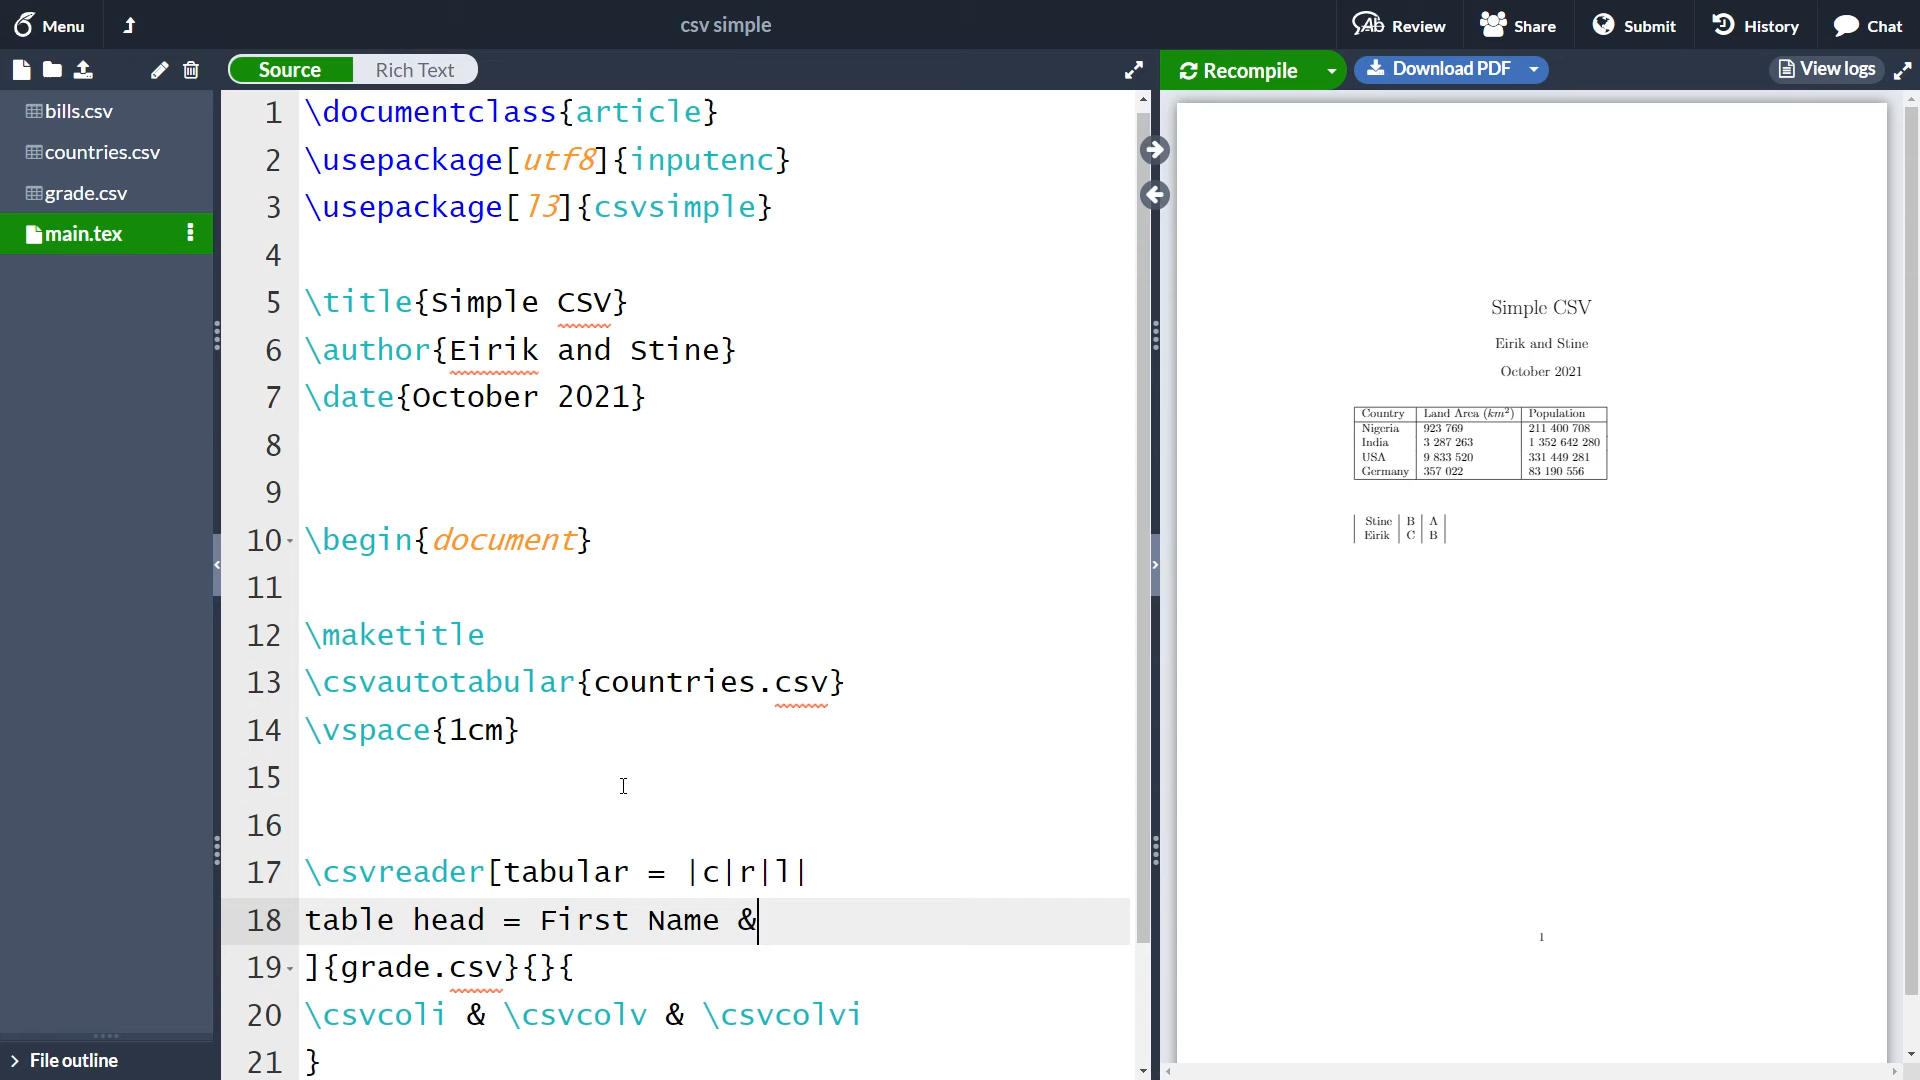 Menu
csv simple
Review
Share
Submit
History
Chat
Source
Rich Text
Recompile
Download PDF
View logs
bills.csv
countries.csv
grade.csv
main.tex
File outline
1 \documentclass{article}
2 \usepackage[utf8]{inputenc}
3 \usepackage[l3]{csvsimple}
4
5 \title{Simple CSV}
6 \author{Eirik and Stine}
7 \date{October 2021}
8
9
10 \begin{document}
11
12 \maketitle
13 \csvautotabular{countries.csv}
14 \vspace{1cm}
15
16
17 \csvreader[tabular = |c|r|l|
18 table head = First Name &
19 ]{grade.csv}{}{
20 \csvcoli & \csvcolv & \csvcolvi
21 }
Simple CSV
Eirik and Stine
October 2021
Country Land Area (km²) Population
Nigeria 923 769 211 400 708
India 3 287 263 1 352 642 280
USA 9 833 520 331 449 281
Germany 357 022 83 190 556
Stine B A
Eirik C B
1